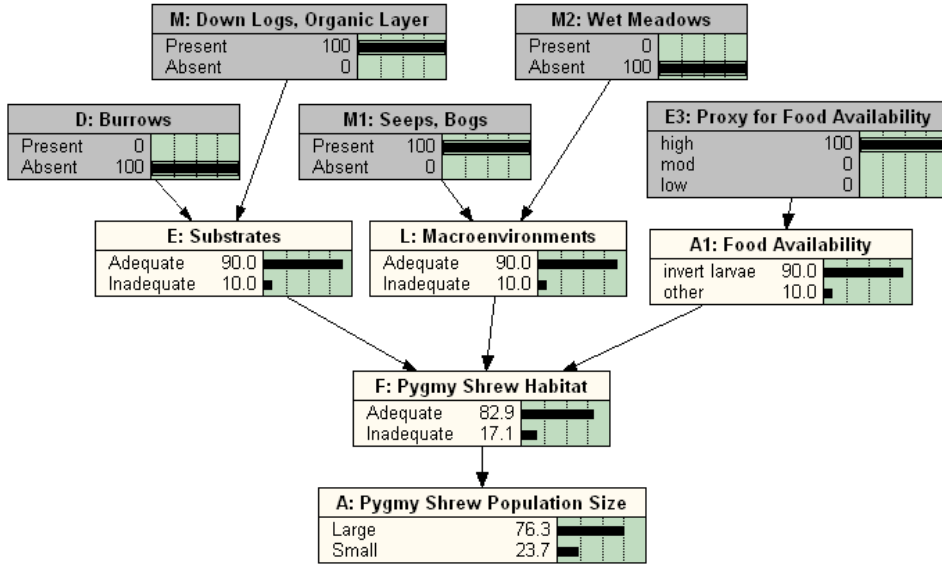 M: Down Logs, Organic Layer
Present 100
Absent 0
M2: Wet Meadows
Present 0
Absent 100
D: Burrows
Present 0
Absent 100
M1: Seeps, Bogs
Present 100
Absent 0
E3: Proxy for Food Availability
high 100
mod 0
low 0
E: Substrates
Adequate 90.0
Inadequate 10.0
L: Macroenvironments
Adequate 90.0
Inadequate 10.0
A1: Food Availability
invert larvae 90.0
other 10.0
F: Pygmy Shrew Habitat
Adequate 82.9
Inadequate 17.1
A: Pygmy Shrew Population Size
Large 76.3
Small 23.7